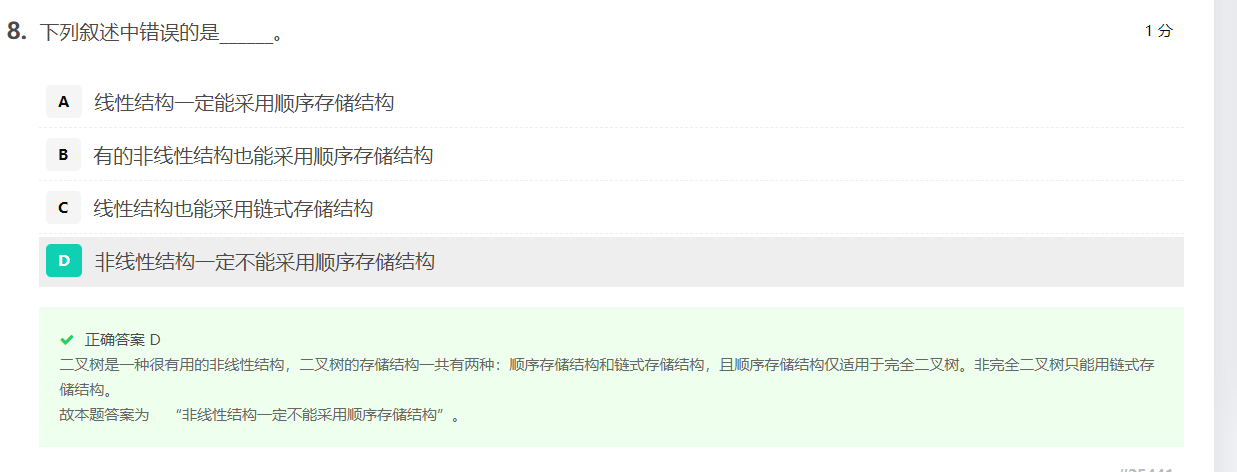 8. 下列叙述中错误的是______。 1 分
A 线性结构一定能采用顺序存储结构
B 有的非线性结构也能采用顺序存储结构
C 线性结构也能采用链式存储结构
D 非线性结构一定不能采用顺序存储结构
正确答案 D
二叉树是一种很有用的非线性结构，二叉树的存储结构一共有两种：顺序存储结构和链式存储结构，且顺序存储结构仅适用于完全二叉树。非完全二叉树只能用链式存
储结构。
故本题答案为 “非线性结构一定不能采用顺序存储结构”。